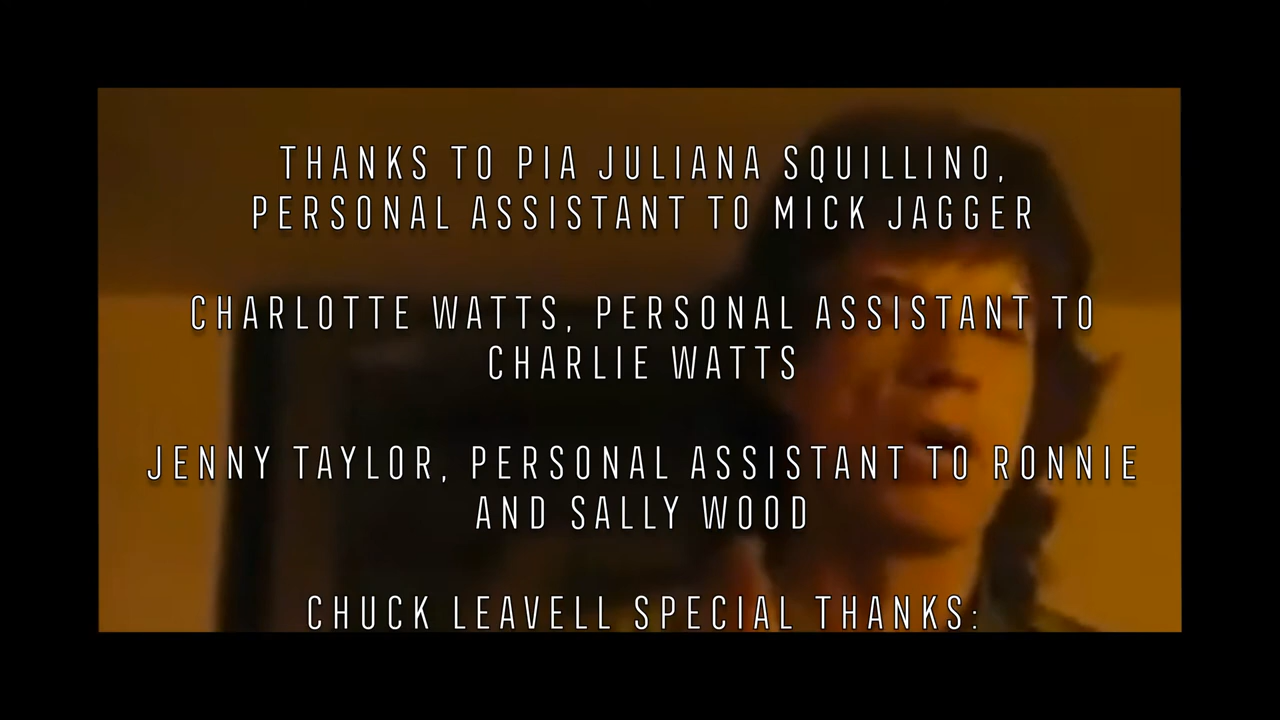 THANKS TO PIA JULIANA SQUILLINO,
PERSONAL ASSISTANT TO MICK JAGGER
CHARLOTTE WATTS, PERSONAL ASSISTANT TO
CHARLIE WATTS
JENNY TAYLOR, PERSONAL ASSISTANT TO RONNIE
AND SALLY WOOD
CHUCK LEAVELL SPECIAL THANKS: